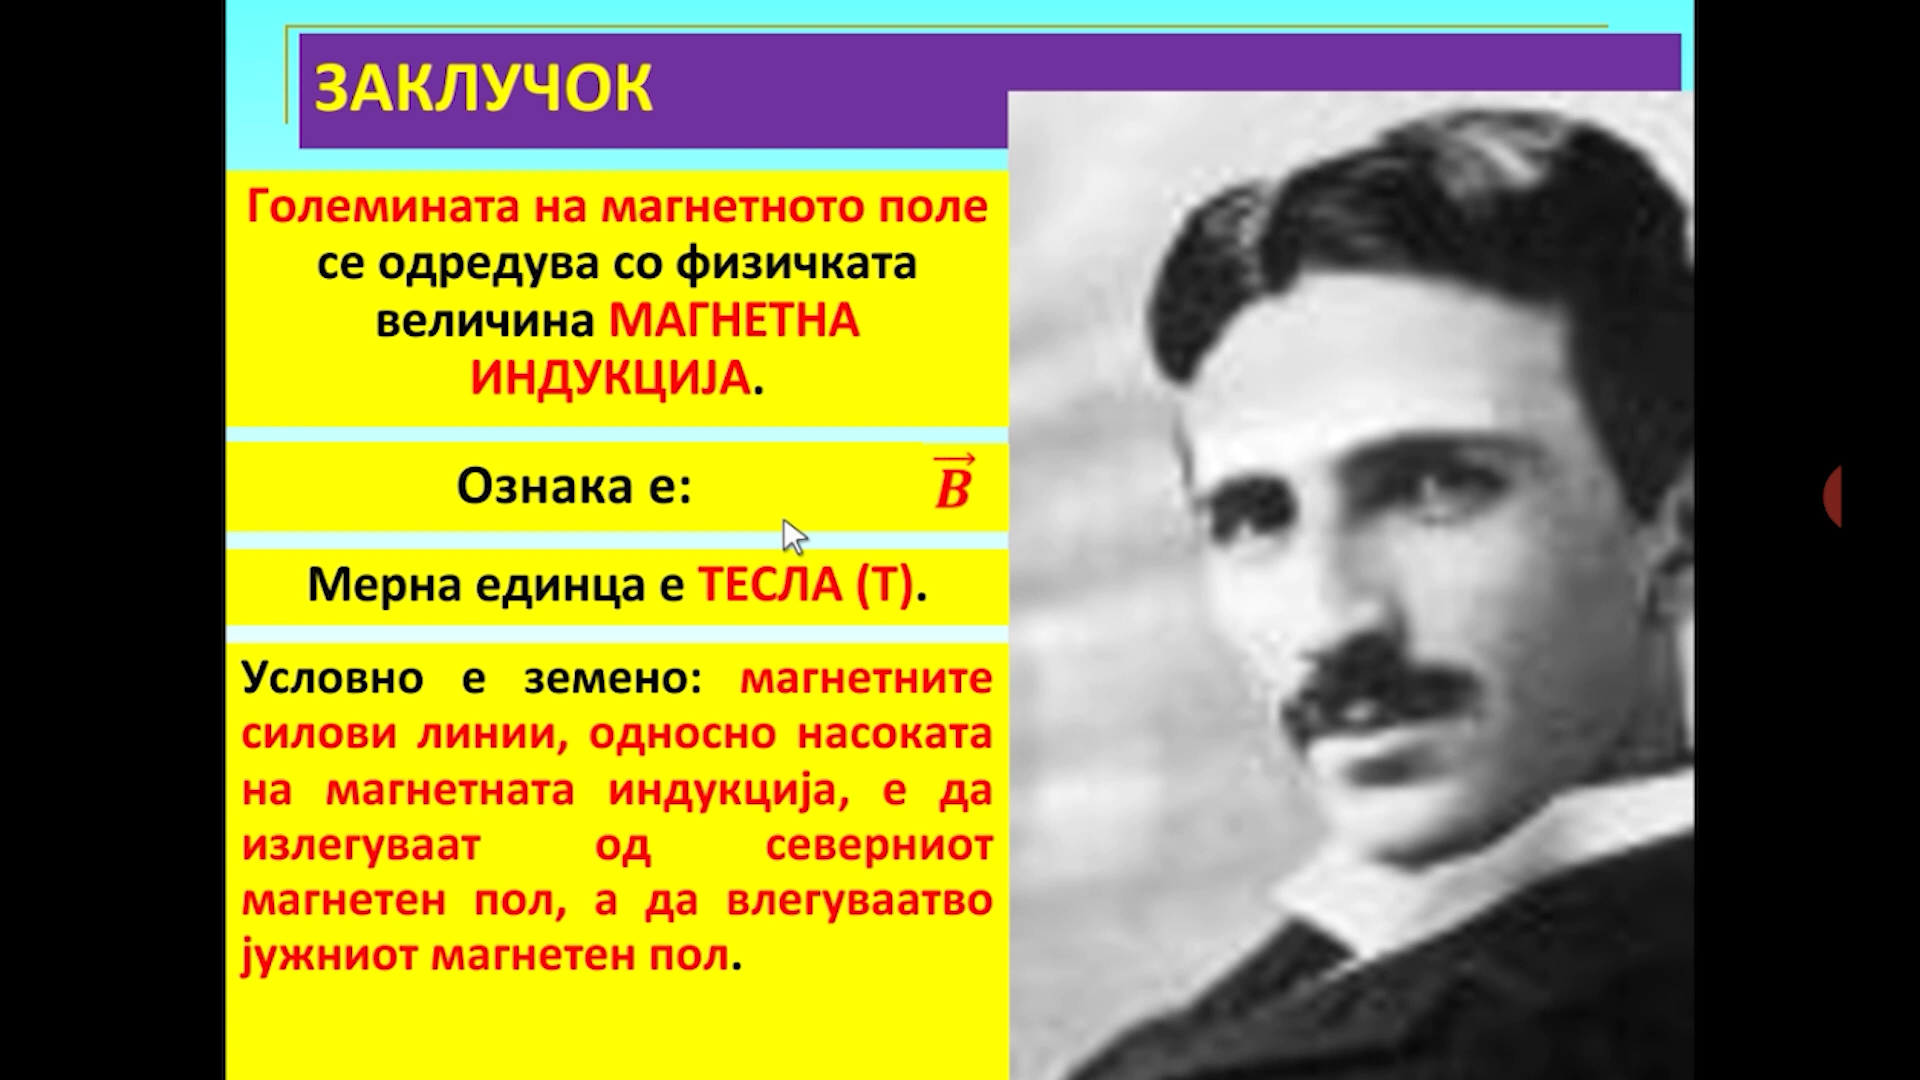 ЗАКЛУЧОК
Големината на магнетното поле
се одредува со физичката
величина МАГНЕТНА
ИНДУКЦИЈА.
Ознака е: B⃗
Мерна единца е ТЕСЛА (Т).
Условно е земено: магнетните
силови линии, односно насоката
на магнетната индукција, е да
излегуваат од северниот
магнетен пол, а да влегуваатво
јужниот магнетен пол.